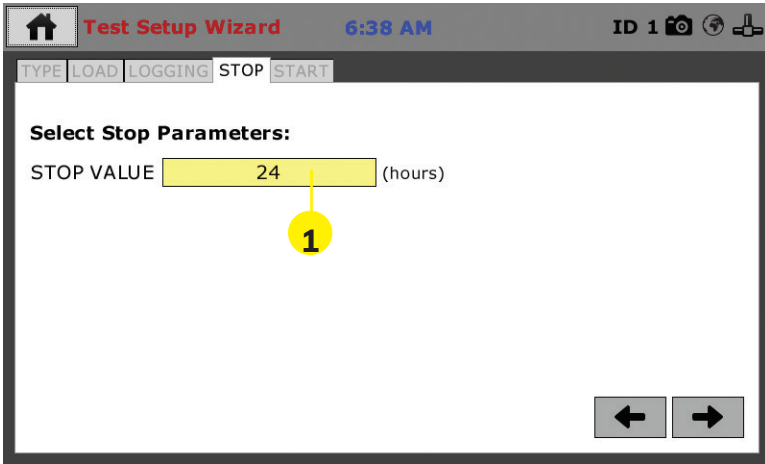 Test Setup Wizard 6:38 AM ID 1
TYPE LOAD LOGGING STOP START
Select Stop Parameters:
STOP VALUE 24 (hours)
1